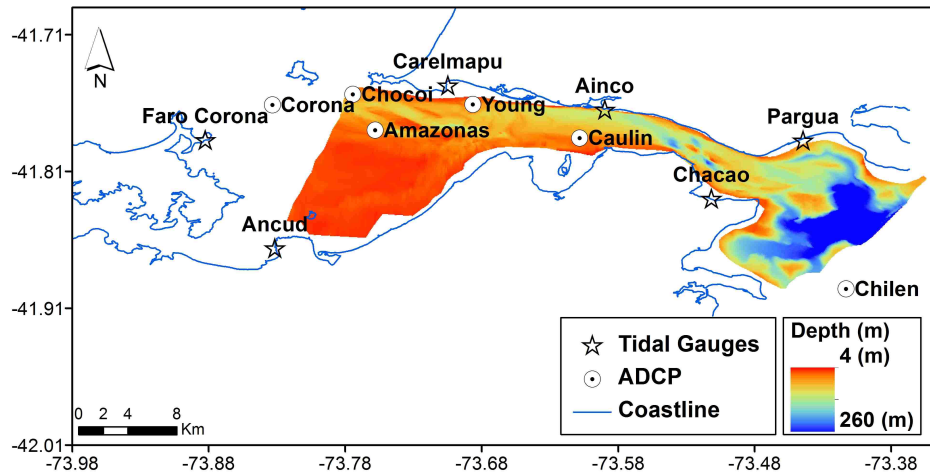 -41.71
-41.81
-41.91
-42.01
N
Carelmapu
Ainco
Pargua
Chocoi
Corona
Young
Faro Corona
Amazonas
Caulin
Chacao
Ancud
Chilen
Tidal Gauges
ADCP
Coastline
Depth (m)
4 (m)
260 (m)
0 2 4 6 8
Km
-73.98 -73.88 -73.78 -73.68 -73.58 -73.48 -73.38